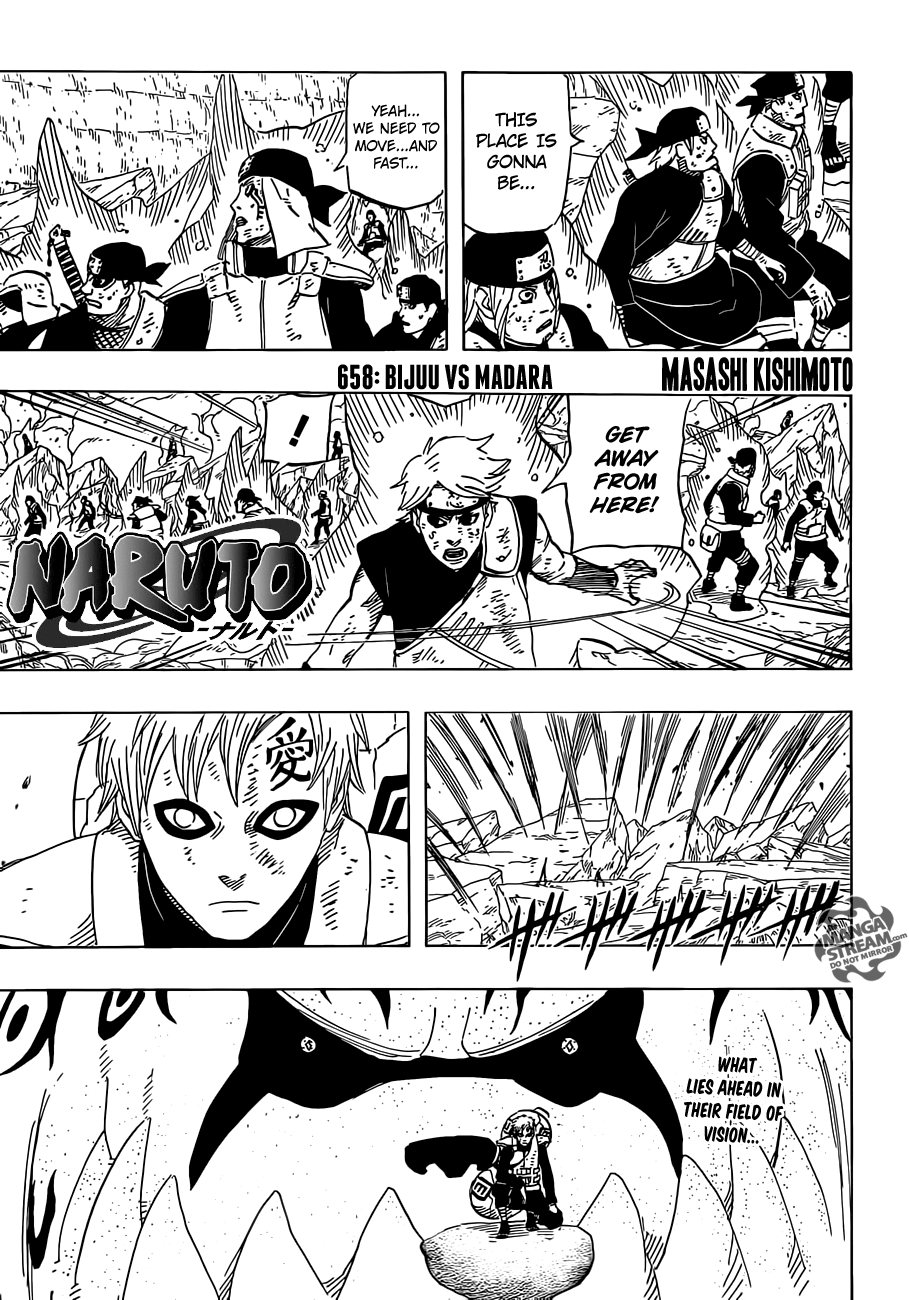 THIS
PLACE IS
GONNA
BE...
YEAH...
WE NEED TO
MOVE...AND
FAST...
忍
658: BIJUU VS MADARA
MASASHI KISHIMOTO
GET
AWAY
FROM
HERE!
!
NARUTO
-ナルト-
愛
MANGA
STREAM.com
DO NOT MIRROR
WHAT
LIES AHEAD IN
THEIR FIELD OF
VISION...